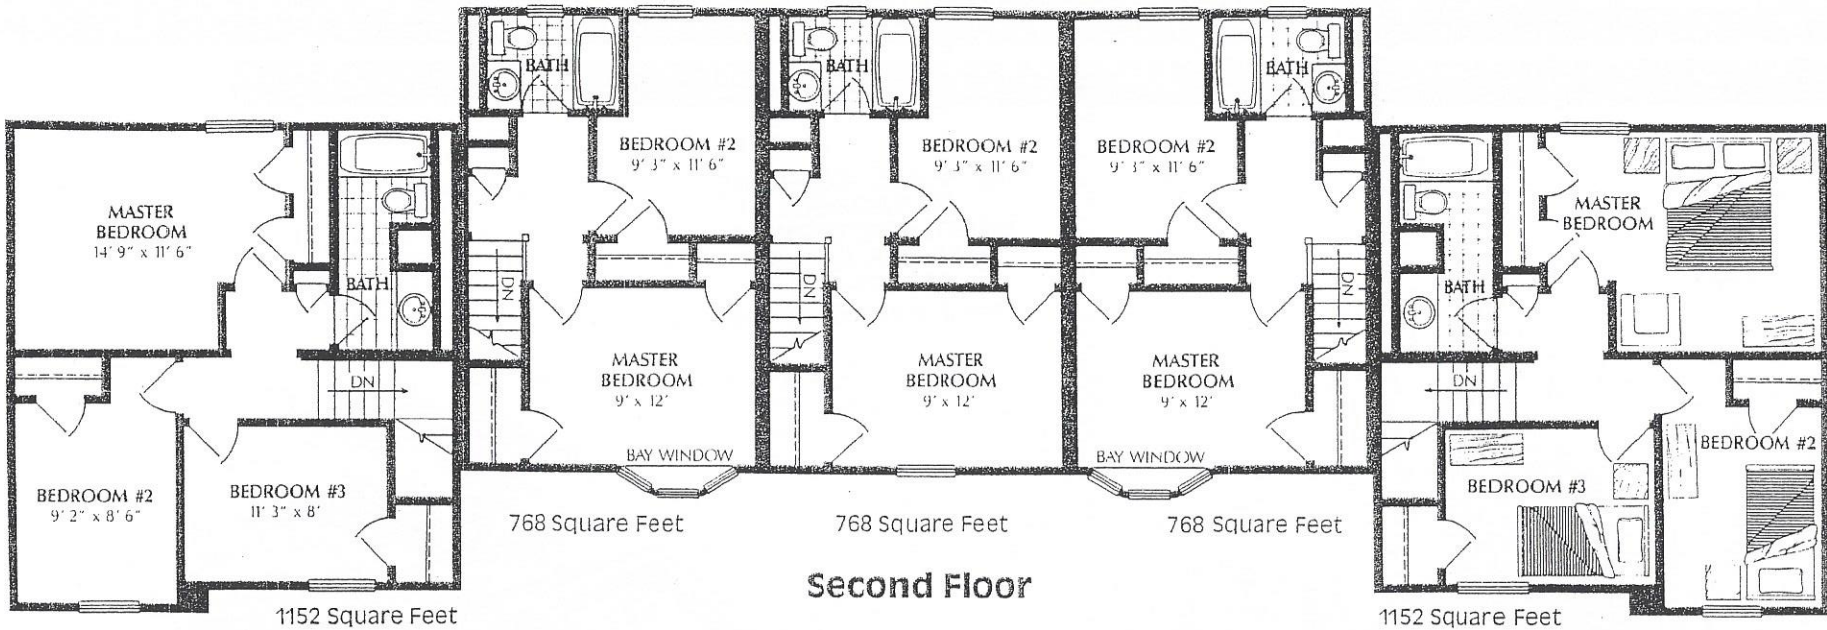 BATH
BEDROOM #2
9' 3" x 11' 6"
DN
MASTER
BEDROOM
9' x 12'
BAY WINDOW
768 Square Feet
BATH
BEDROOM #2
9' 3" x 11' 6"
DN
MASTER
BEDROOM
9' x 12'
768 Square Feet
BATH
BEDROOM #2
9' 3" x 11' 6"
DN
MASTER
BEDROOM
9' x 12'
BAY WINDOW
768 Square Feet
MASTER
BEDROOM
14' 9" x 11' 6"
BATH
DN
BEDROOM #2
9' 2" x 8' 6"
BEDROOM #3
11' 3" x 8'
1152 Square Feet
MASTER
BEDROOM
BATH
DN
BEDROOM #2
BEDROOM #3
1152 Square Feet
Second Floor